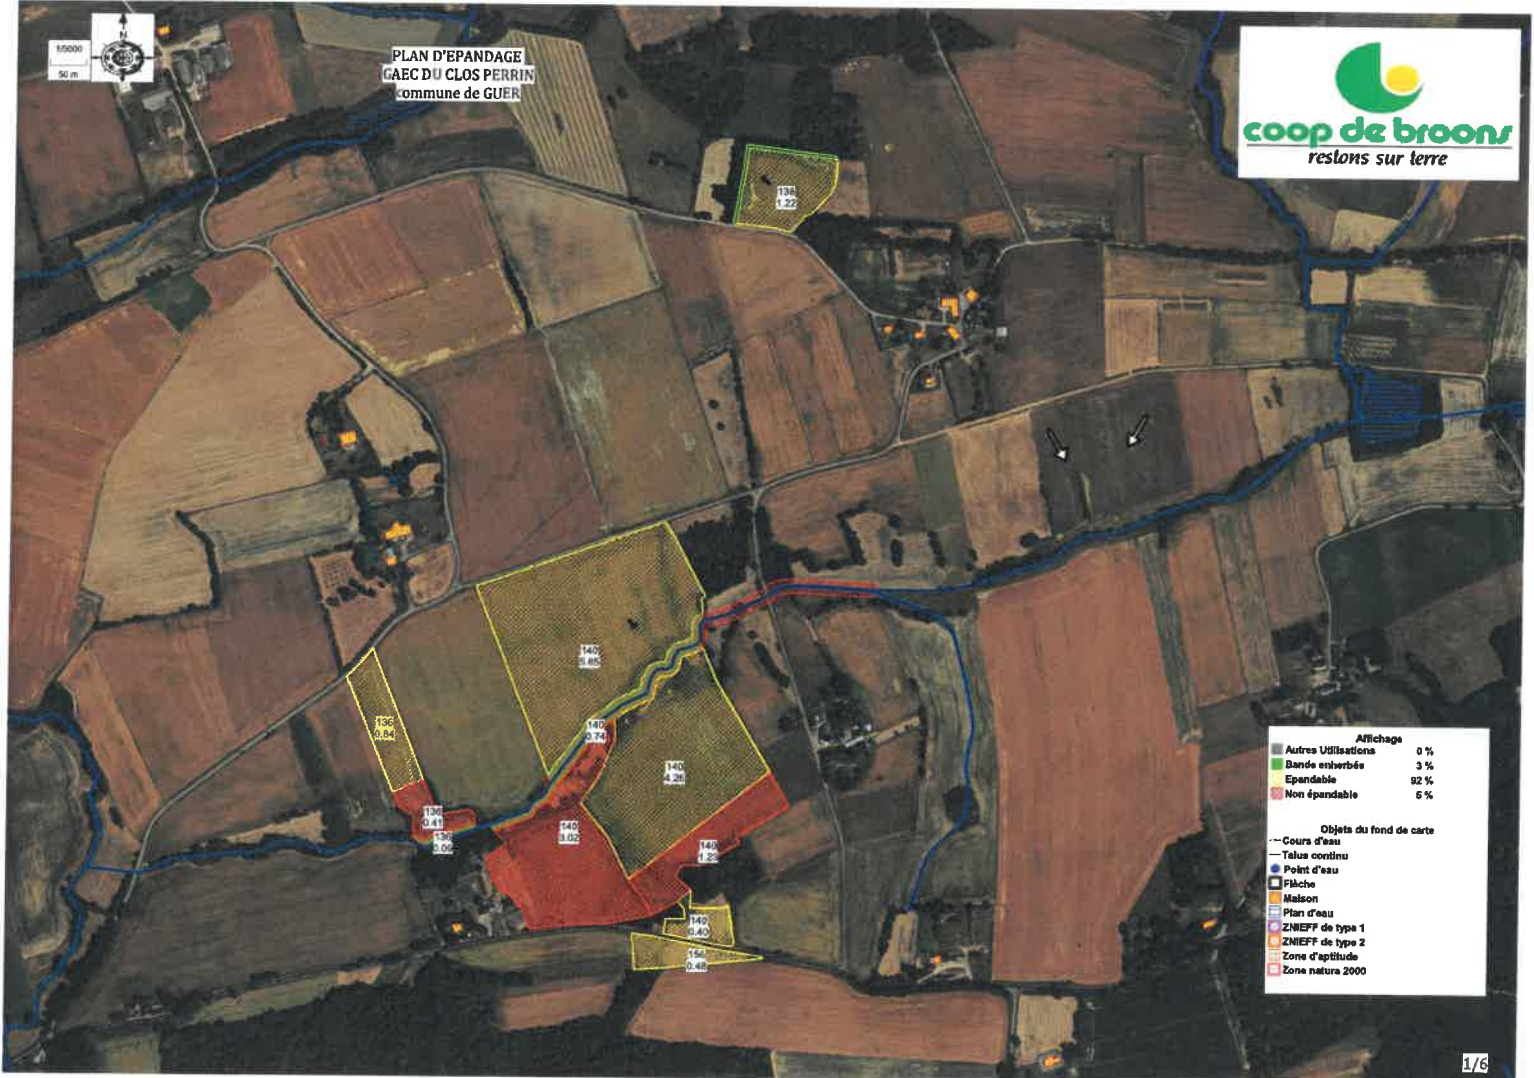 1/5000
50 m
N
PLAN D'EPANDAGE
GAEC DU CLOS PERRIN
commune de GUER
coop de broons
restons sur terre
138
1.22
140
5.85
136
0.84
140
0.74
140
4.26
136
0.41
136
0.09
140
3.02
140
1.23
140
0.40
156
0.48
Affichage
Autres Utilisations 0 %
Bande enherbée 3 %
Epandable 92 %
Non épandable 5 %
Objets du fond de carte
Cours d'eau
Talus continu
Point d'eau
Flèche
Maison
Plan d'eau
ZNIEFF de type 1
ZNIEFF de type 2
Zone d'aptitude
Zone natura 2000
1/6